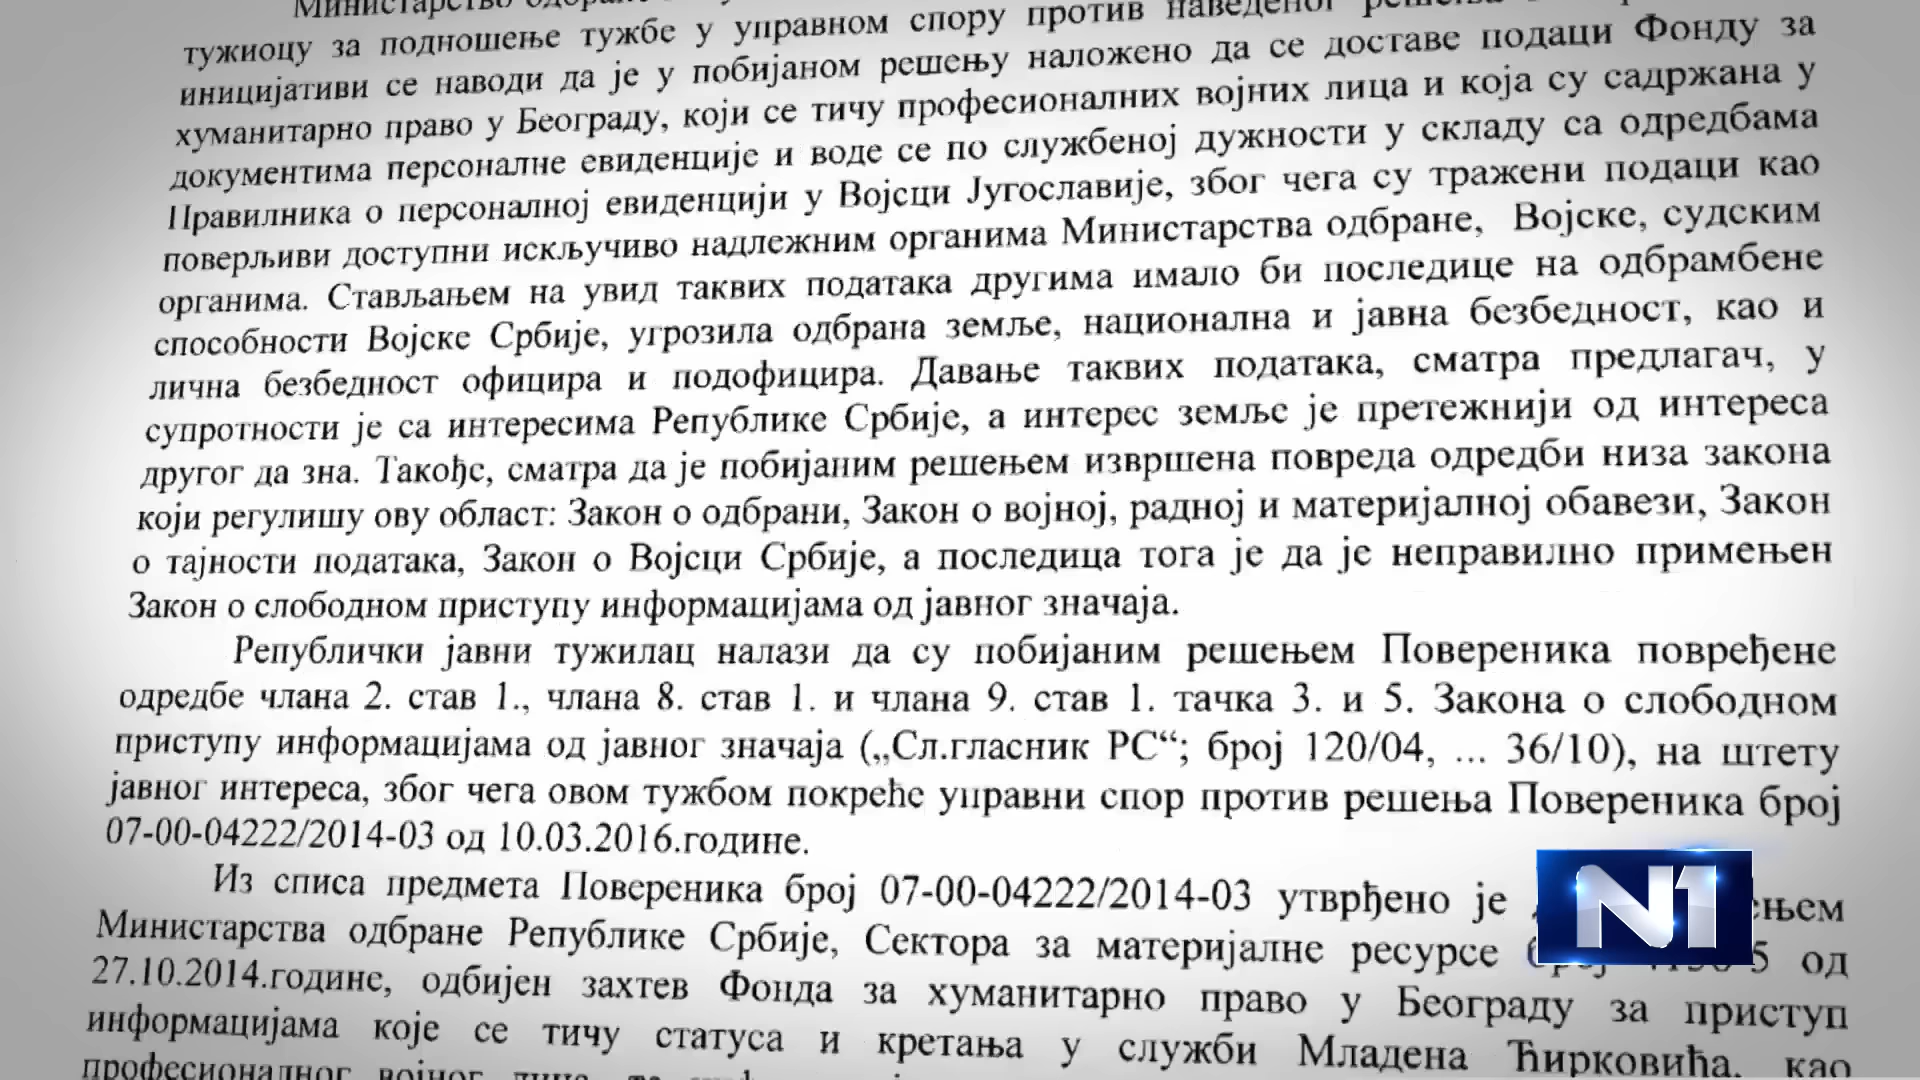 Министарство
тужиоцу за подношење тужбе у управном спору против наведеног
иницијативи се наводи да је у побијаном решењу наложено да се доставе подаци Фонду за
хуманитарно право у Београду, који се тичу професионалних војних лица и која су садржана у
документима персоналне евиденције и воде се по службеној дужности у складу са одредбама
Правилника о персоналној евиденцији у Војсци Југославије, због чега су тражени подаци као
поверљиви доступни искључиво надлежним органима Министарства одбране, Војске, судским
органима. Стављањем на увид таквих података другима имало би последице на одбрамбене
способности Војске Србије, угрозила одбрана земље, национална и јавна безбедност, као и
лична безбедност официра и подофицира. Давање таквих података, сматра предлагач, у
супротности је са интересима Републике Србије, а интерес земље је претежнији од интереса
другог да зна. Такође, сматра да је побијаним решењем извршена повреда одредби низа закона
који регулишу ову област: Закон о одбрани, Закон о војној, радној и материјалној обавези, Закон
о тајности података, Закон о Војсци Србије, а последица тога је да је неправилно примењен
Закон о слободном приступу информацијама од јавног значаја.
Републички јавни тужилац налази да су побијаним решењем Повереника повређене
одредбе члана 2. став 1., члана 8. став 1. и члана 9. став 1. тачка 3. и 5. Закона о слободном
приступу информацијама од јавног значаја („Сл.гласник РС“; број 120/04, ... 36/10), на штету
јавног интереса, због чега овом тужбом покреће управни спор против решења Повереника број
07-00-04222/2014-03 од 10.03.2016.године.
Из списа предмета Повереника број 07-00-04222/2014-03 утврђено је
Министарства одбране Републике Србије, Сектора за материјалне ресурсе број од
27.10.2014.године, одбијен захтев Фонда за хуманитарно право у Београду за приступ
информацијама које се тичу статуса и кретања у служби Младена Ћирковића, као
професионалног војног лица,
N1